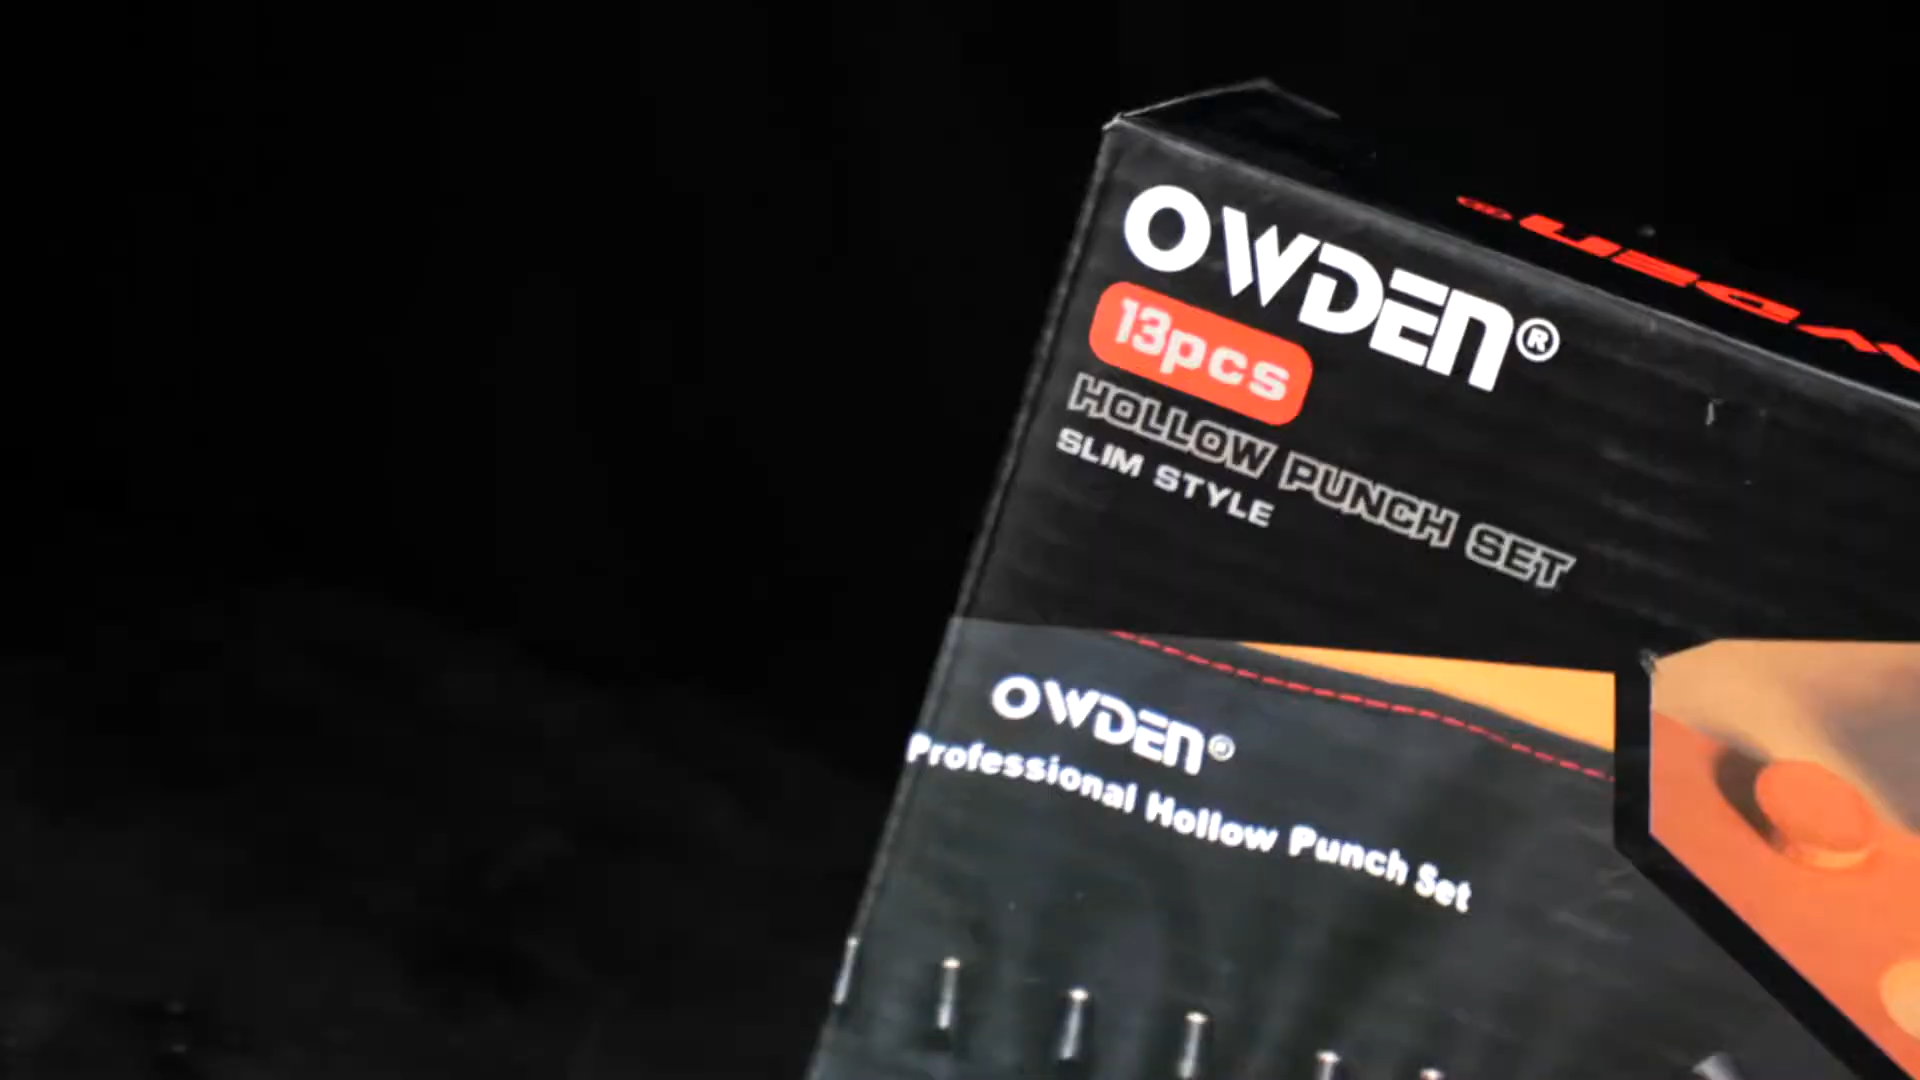 OWDEN®
13pcs
HOLLOW PUNCH SET
SLIM STYLE
OWDEN®
Professional Hollow Punch Set